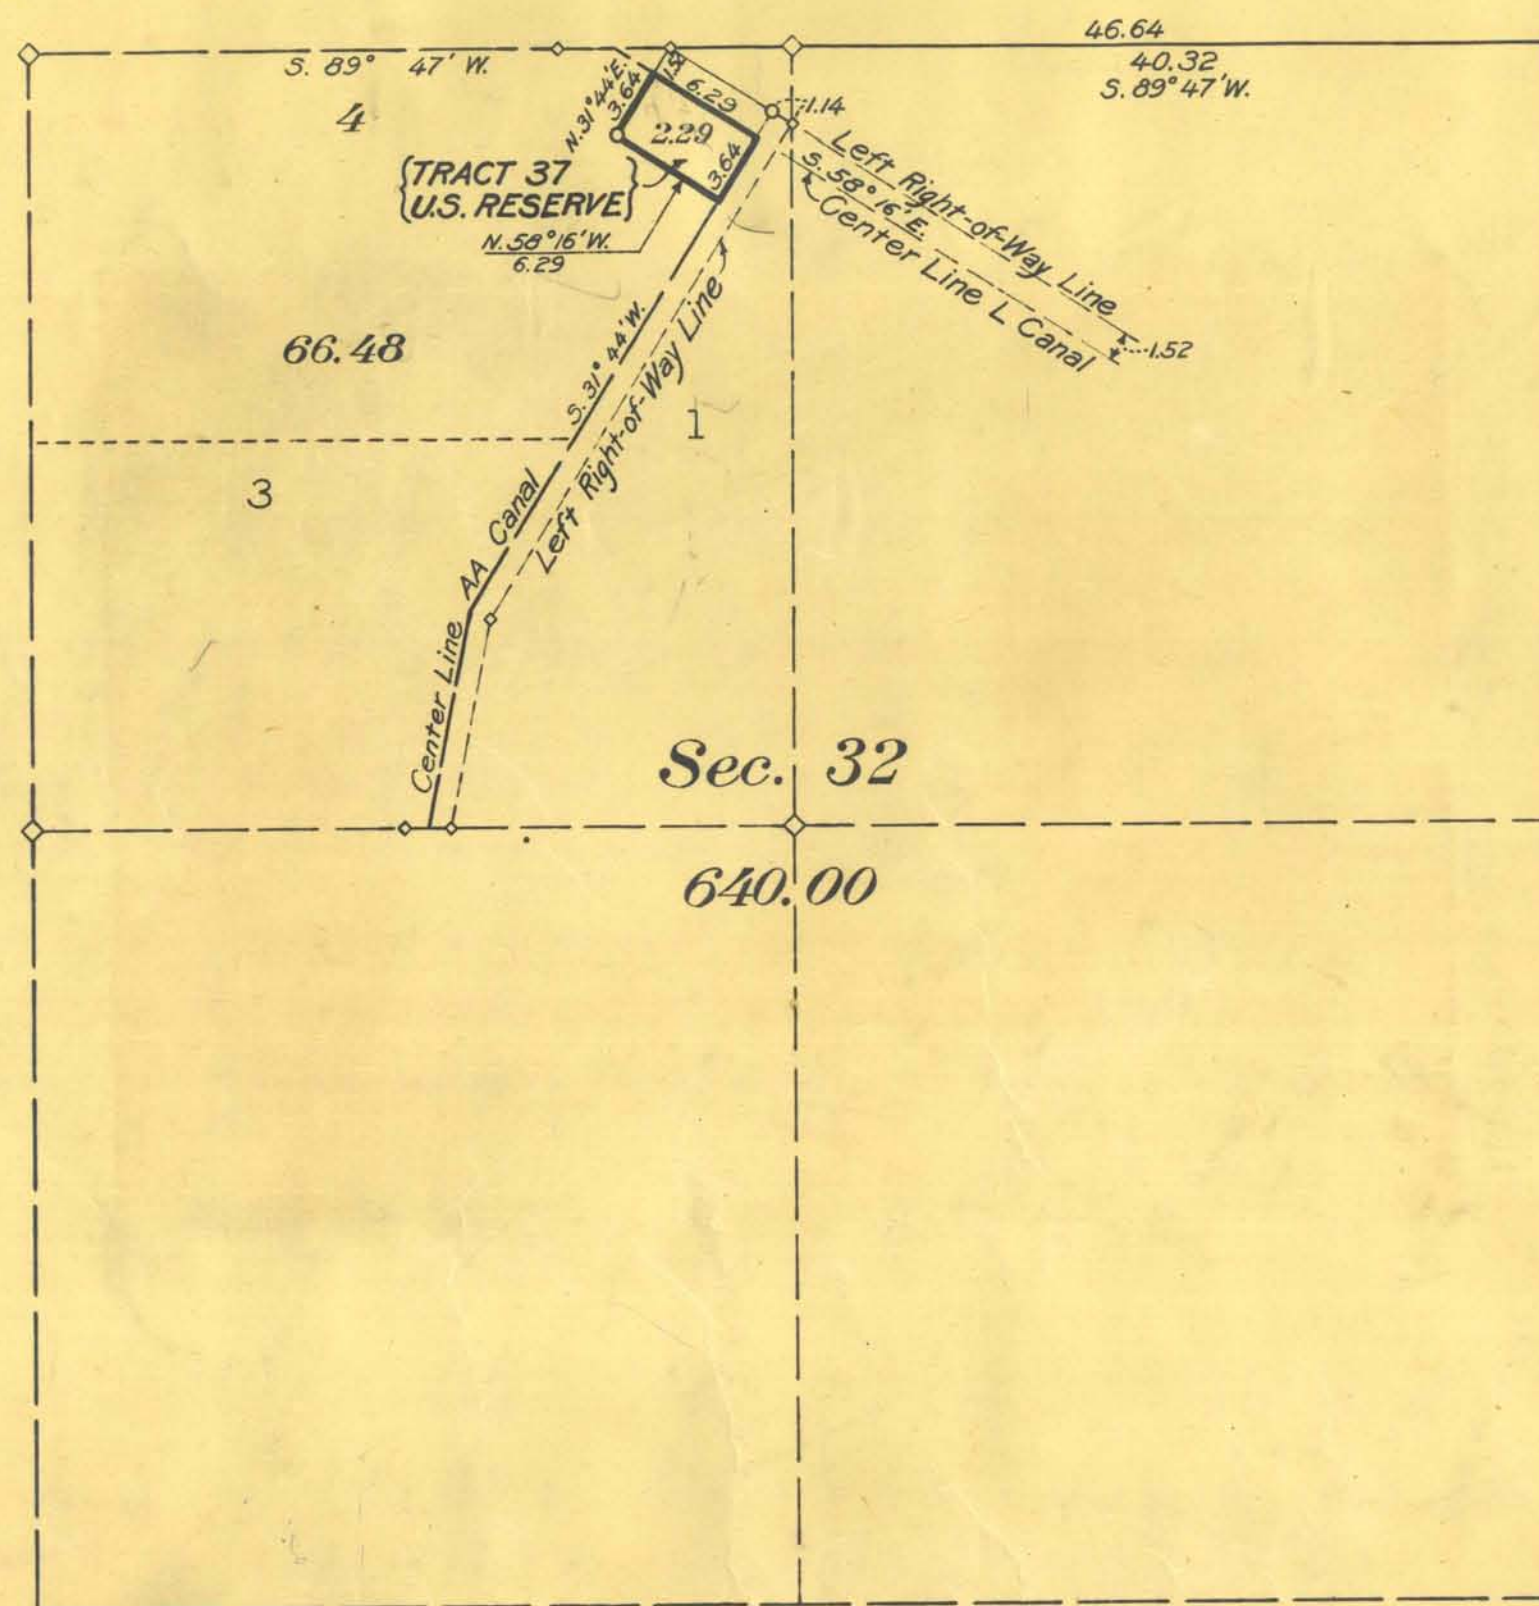 46.64
40.32
S. 89° 47' W.
S. 89° 47' W.
4
N. 31° 44' E.
3.64
6.29
1.14
2.29
3.64
{TRACT 37
U.S. RESERVE}
N. 58° 16' W.
6.29
Left Right-of-Way Line
S. 58° 16' E.
Center Line L Canal
1.52
66.48
S. 31° 44' W.
Left Right-of-Way Line
1
3
Center Line AA Canal
Sec. 32
640.00